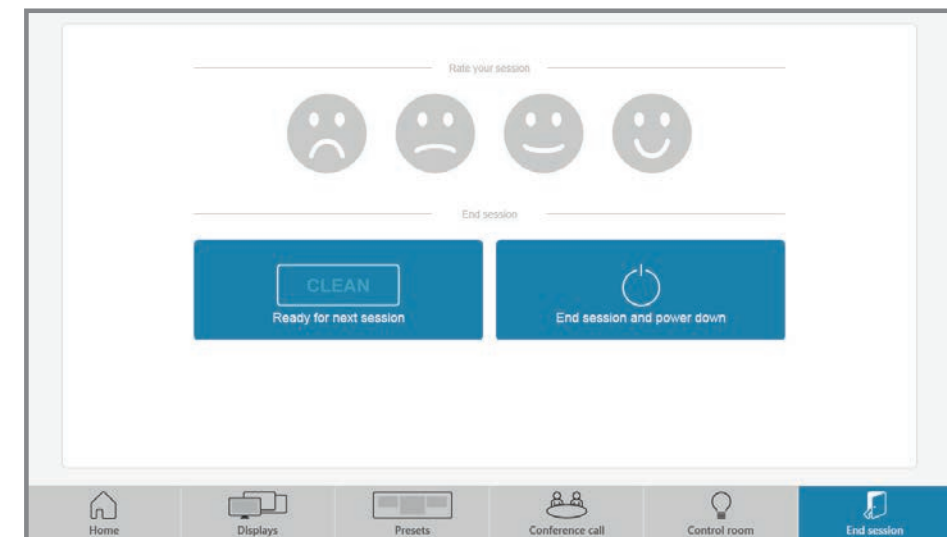 Rate your session
End session
CLEAN
Ready for next session
End session and power down
Home
Displays
Presets
Conference call
Control room
End session